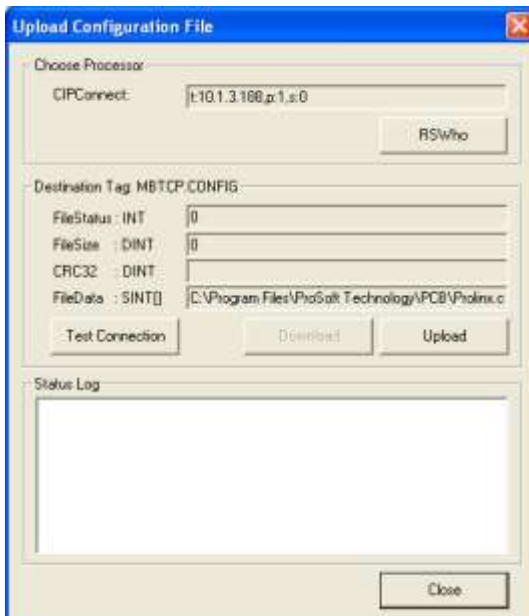 Upload Configuration File
Choose Processor
CIPConnect: t:10.1.3.188,p:1,s:0
RSWho
Destination Tag: MBTCP.CONFIG
FileStatus : INT 0
FileSize : DINT 0
CRC32 : DINT
FileData : SINT[] C:\Program Files\ProSoft Technology\PCB\Prolinx.c
Test Connection Download Upload
Status Log
Close